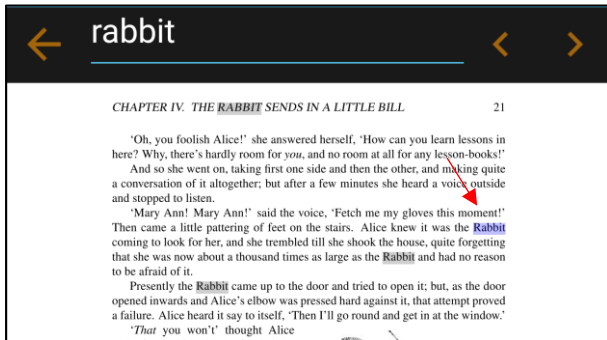 rabbit
CHAPTER IV. THE RABBIT SENDS IN A LITTLE BILL 21
‘Oh, you foolish Alice!’ she answered herself, ‘How can you learn lessons in
here? Why, there’s hardly room for you, and no room at all for any lesson-books!’
And so she went on, taking first one side and then the other, and making quite
a conversation of it altogether; but after a few minutes she heard a voice outside
and stopped to listen.
‘Mary Ann! Mary Ann!’ said the voice, ‘Fetch me my gloves this moment!’
Then came a little pattering of feet on the stairs. Alice knew it was the Rabbit
coming to look for her, and she trembled till she shook the house, quite forgetting
that she was now about a thousand times as large as the Rabbit and had no reason
to be afraid of it.
Presently the Rabbit came up to the door and tried to open it; but, as the door
opened inwards and Alice’s elbow was pressed hard against it, that attempt proved
a failure. Alice heard it say to itself, ‘Then I’ll go round and get in at the window.’
‘That you won’t’ thought Alice